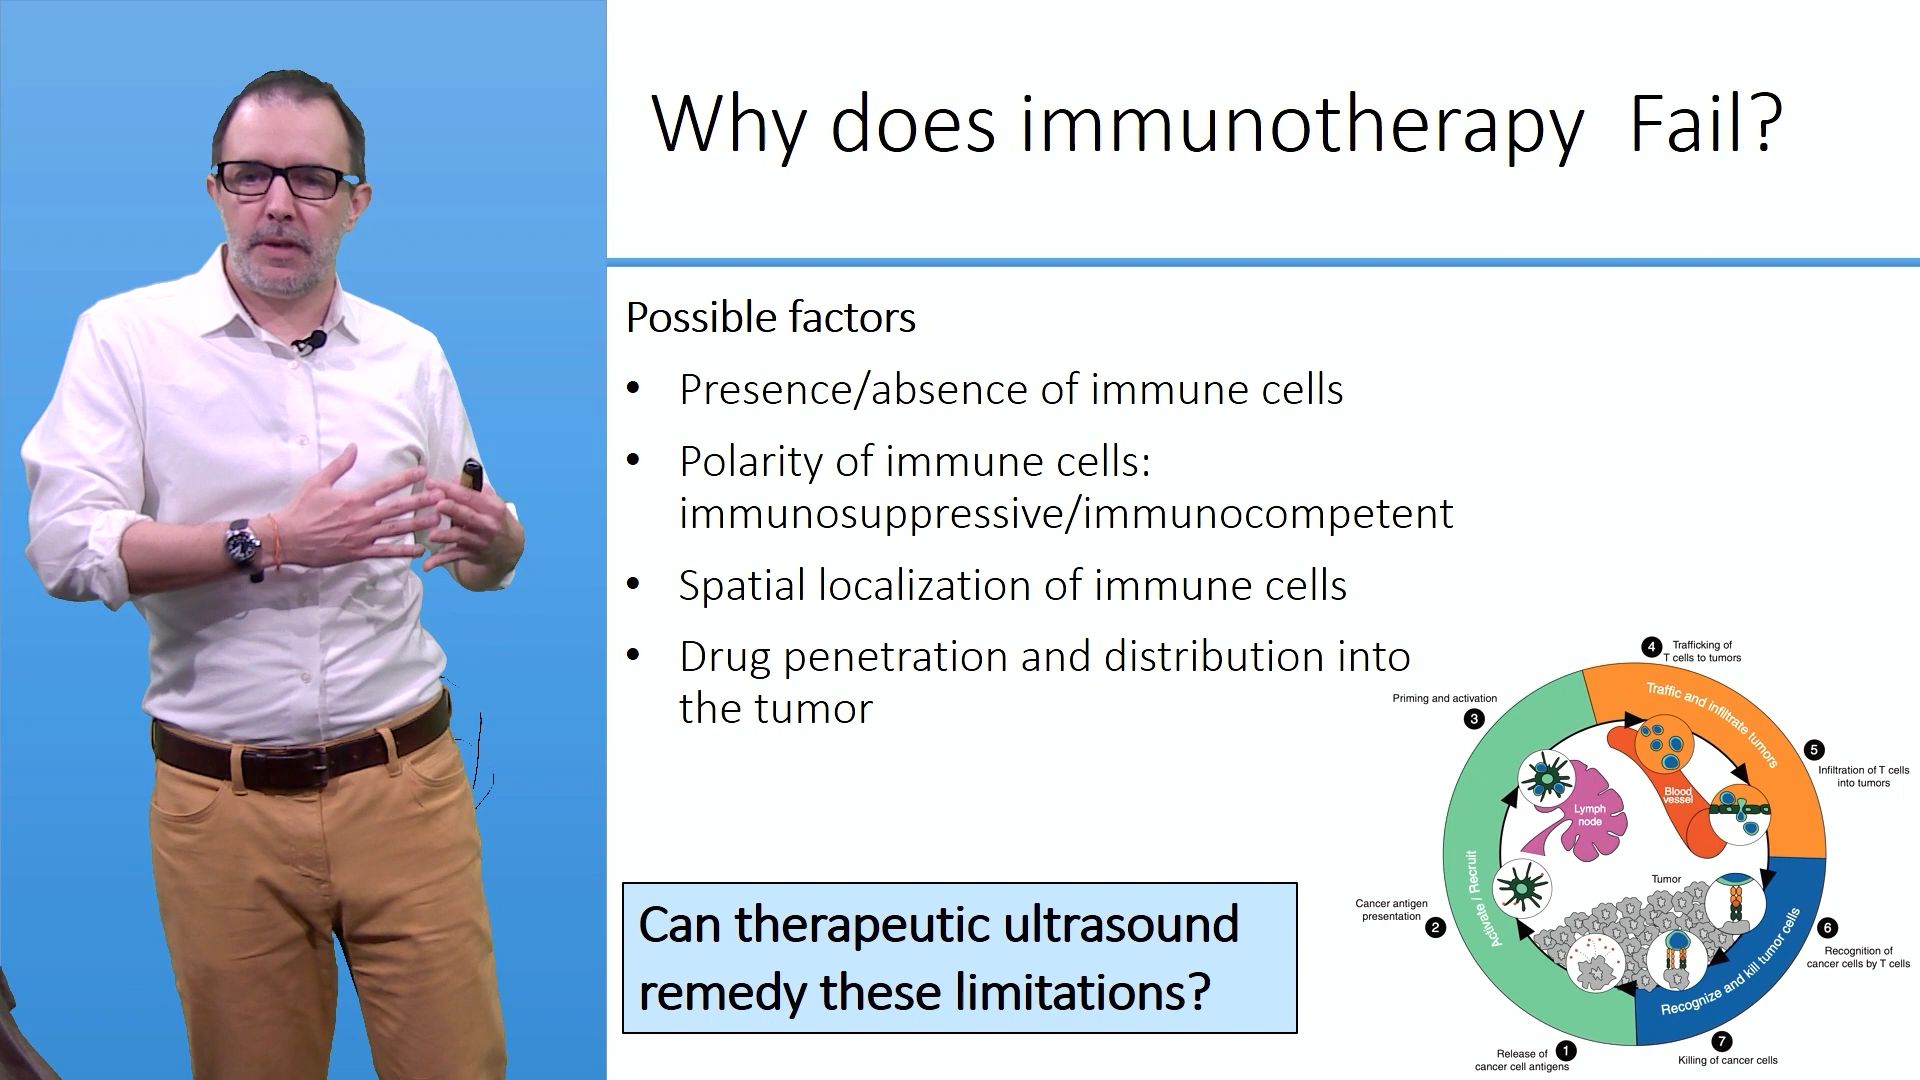 Why does immunotherapy  Fail?
Possible factors
• Presence/absence of immune cells
• Polarity of immune cells:
immunosuppressive/immunocompetent
• Spatial localization of immune cells
• Drug penetration and distribution into
the tumor
Can therapeutic ultrasound
remedy these limitations?
4 Trafficking of
T cells to tumors
Priming and activation
3
Traffic and infiltrate tumors
5
Infiltration of T cells
into tumors
Blood
vessel
Lymph
node
Activate / Recruit
Tumor
Cancer antigen
presentation 2
6
Recognition of
cancer cells by T cells
Recognize and kill tumor cells
7
Killing of cancer cells
Release of 1
cancer cell antigens